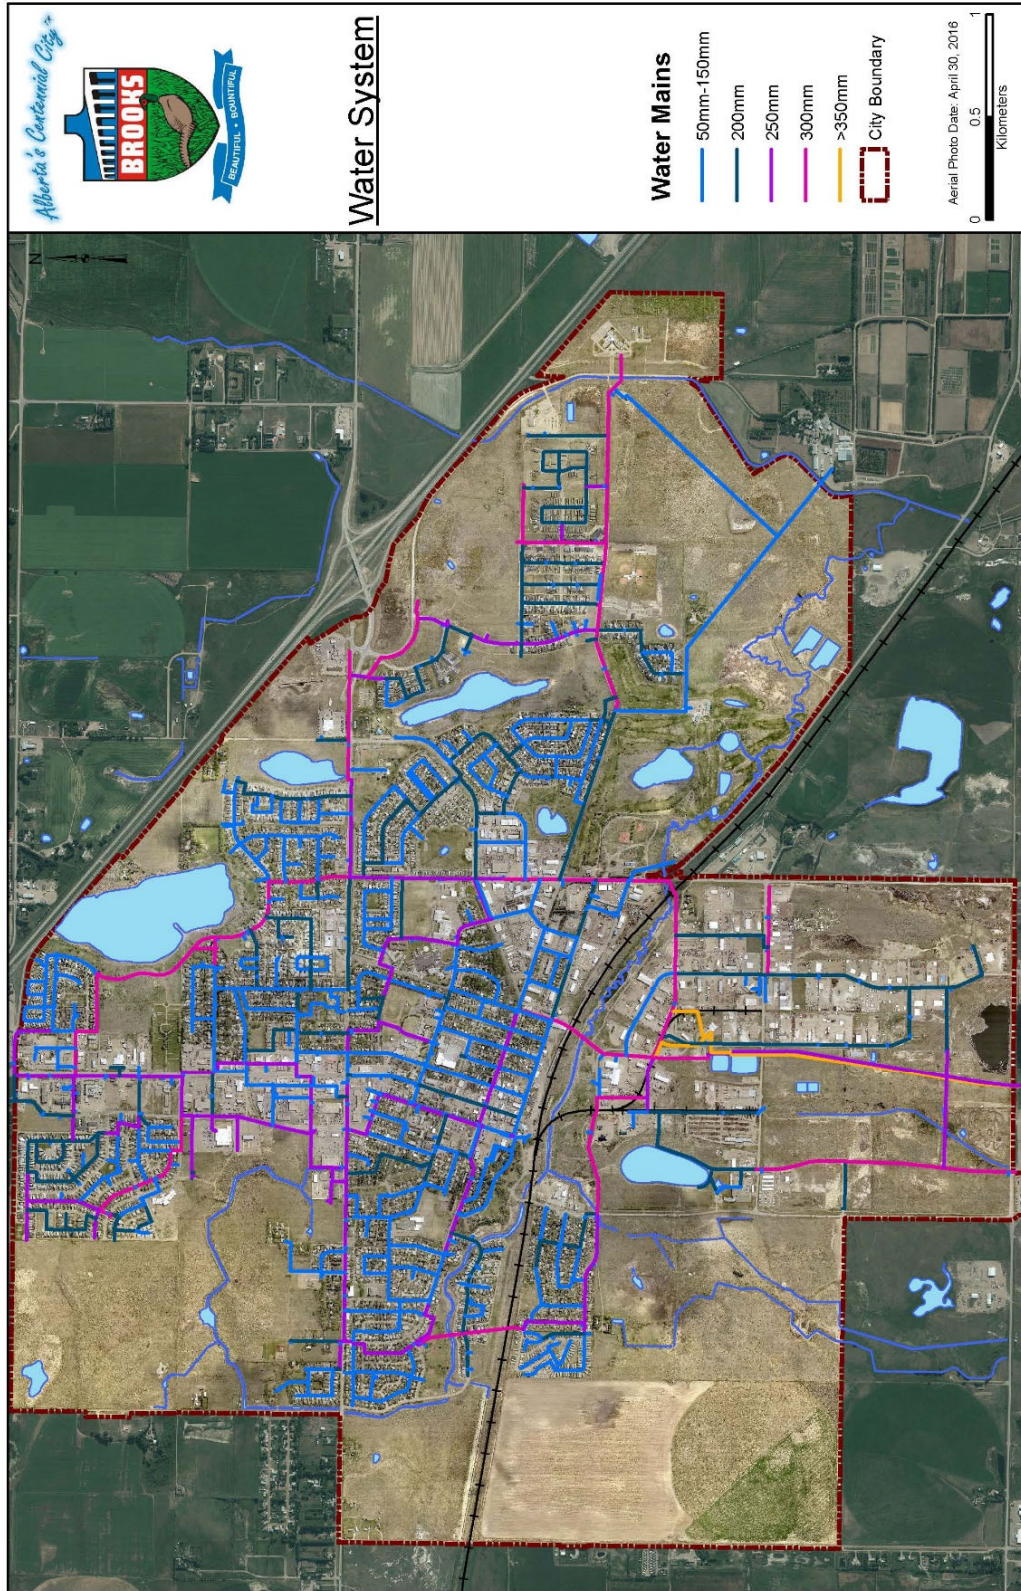 Alberta's Centennial City
BROOKS
BEAUTIFUL • BOUNTIFUL
Water System
Water Mains
50mm-150mm
200mm
250mm
300mm
>350mm
City Boundary
Aerial Photo Date: April 30, 2016
0 0.5 1
Kilometers
N